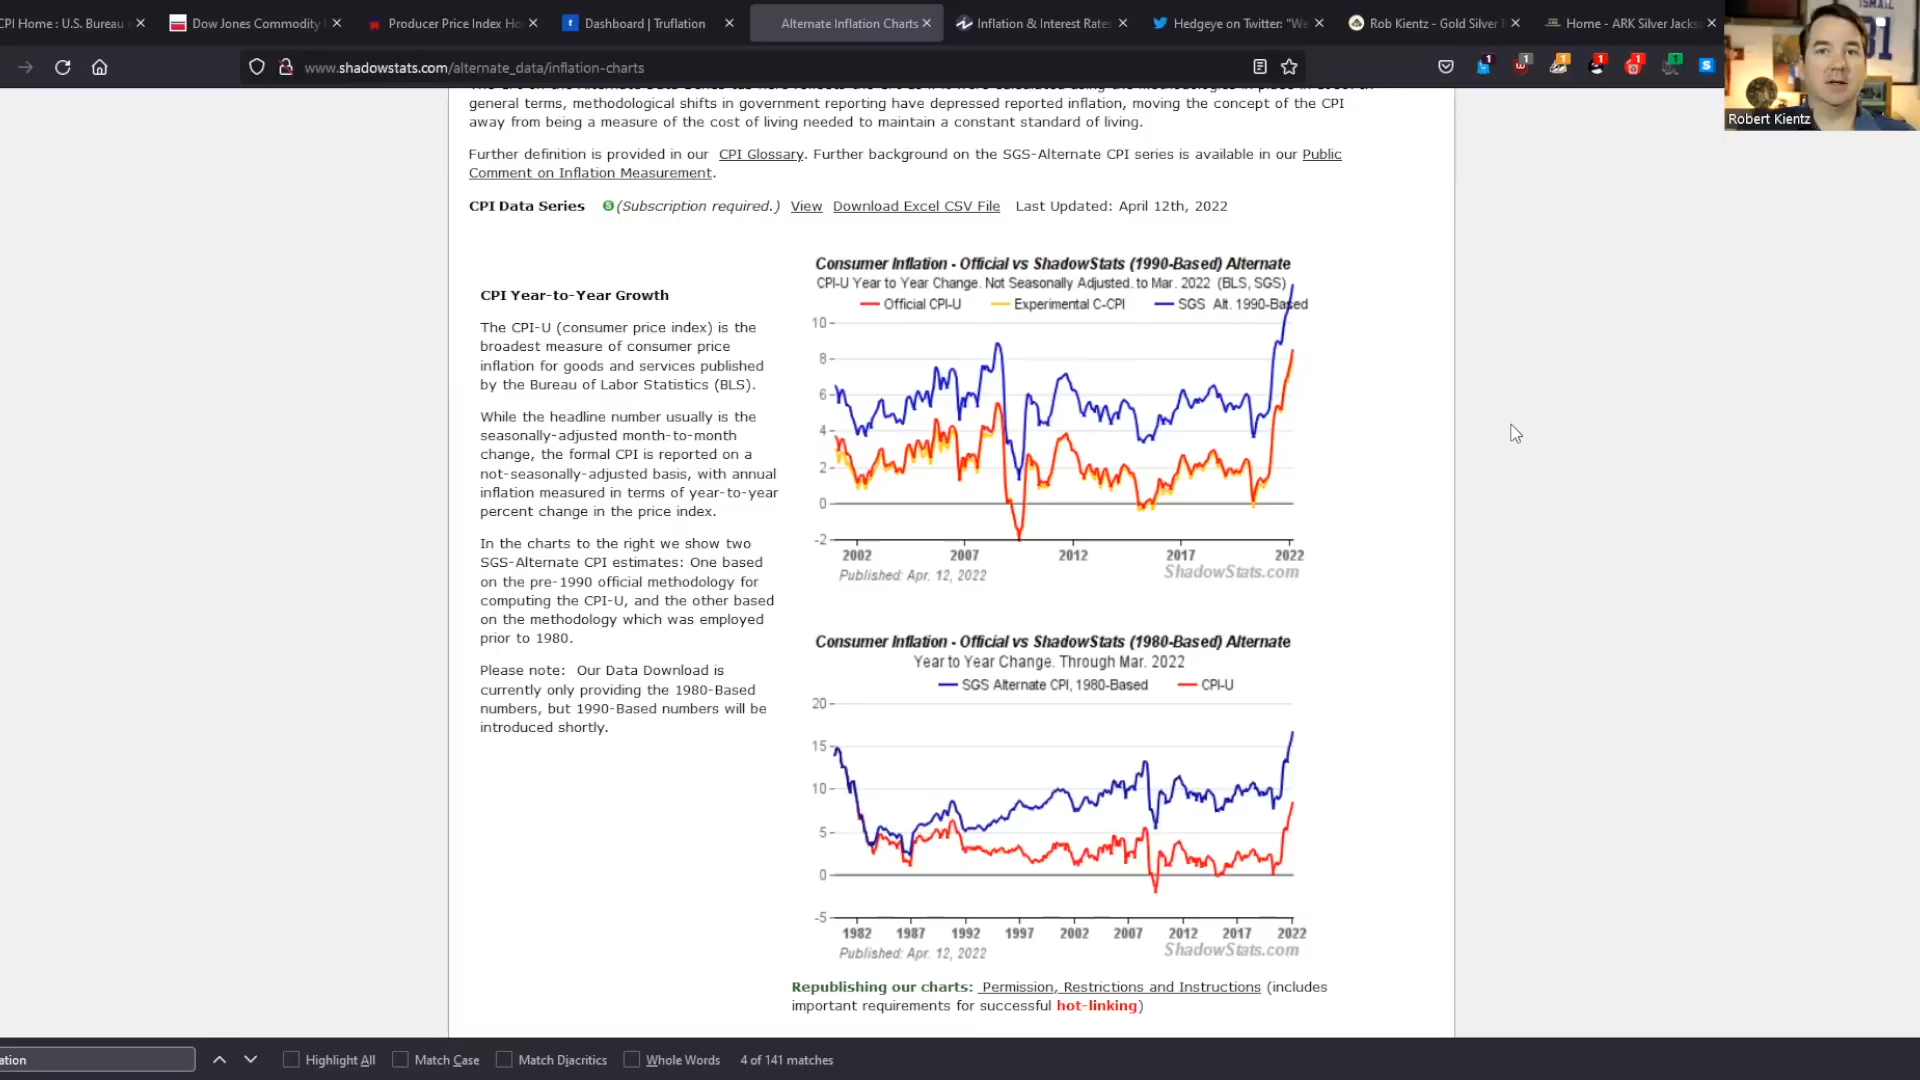 CPI Home : U.S. Bureau
Dow Jones Commodity
Producer Price Index Ho
Dashboard | Truflation
Alternate Inflation Charts
Inflation & Interest Rates
Hedgeye on Twitter: "We
Rob Kientz - Gold Silver
Home - ARK Silver Jacks
www.shadowstats.com/alternate_data/inflation-charts
1
1
1
1
1
1
81
Robert Kientz
general terms, methodological shifts in government reporting have depressed reported inflation, moving the concept of the CPI
away from being a measure of the cost of living needed to maintain a constant standard of living.
Further definition is provided in our CPI Glossary. Further background on the SGS-Alternate CPI series is available in our Public
Comment on Inflation Measurement.
CPI Data Series S (Subscription required.) View Download Excel CSV File Last Updated: April 12th, 2022
CPI Year-to-Year Growth
The CPI-U (consumer price index) is the
broadest measure of consumer price
inflation for goods and services published
by the Bureau of Labor Statistics (BLS).
While the headline number usually is the
seasonally-adjusted month-to-month
change, the formal CPI is reported on a
not-seasonally-adjusted basis, with annual
inflation measured in terms of year-to-year
percent change in the price index.
In the charts to the right we show two
SGS-Alternate CPI estimates: One based
on the pre-1990 official methodology for
computing the CPI-U, and the other based
on the methodology which was employed
prior to 1980.
Please note: Our Data Download is
currently only providing the 1980-Based
numbers, but 1990-Based numbers will be
introduced shortly.
Consumer Inflation - Official vs ShadowStats (1990-Based) Alternate
CPI-U Year to Year Change. Not Seasonally Adjusted. to Mar. 2022 (BLS, SGS)
Official CPI-U Experimental C-CPI SGS Alt. 1990-Based
10
8
6
4
2
0
-2
2002 2007 2012 2017 2022
Published: Apr. 12, 2022 ShadowStats.com
Consumer Inflation - Official vs ShadowStats (1980-Based) Alternate
Year to Year Change. Through Mar. 2022
SGS Alternate CPI, 1980-Based CPI-U
20
15
10
5
0
-5
1982 1987 1992 1997 2002 2007 2012 2017 2022
Published: Apr. 12, 2022 ShadowStats.com
Republishing our charts: Permission, Restrictions and Instructions (includes
important requirements for successful hot-linking)
ation Highlight All Match Case Match Diacritics Whole Words 4 of 141 matches